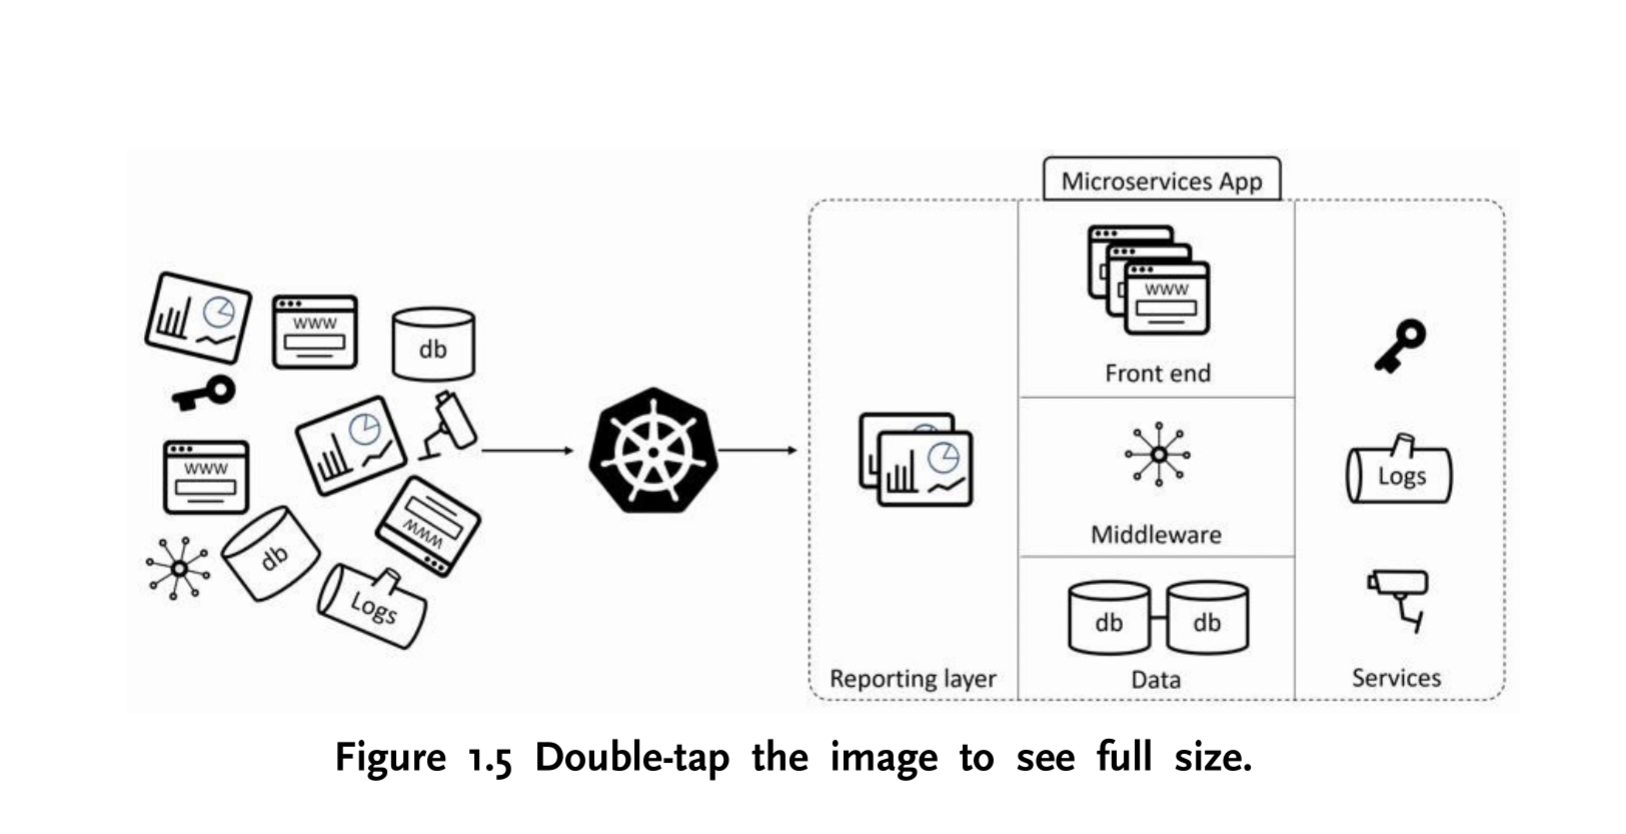 Microservices App
www
db
www
www
db
Logs
www
Front end
Middleware
db
db
Reporting layer
Data
Logs
Services
Figure 1.5 Double-tap the image to see full size.